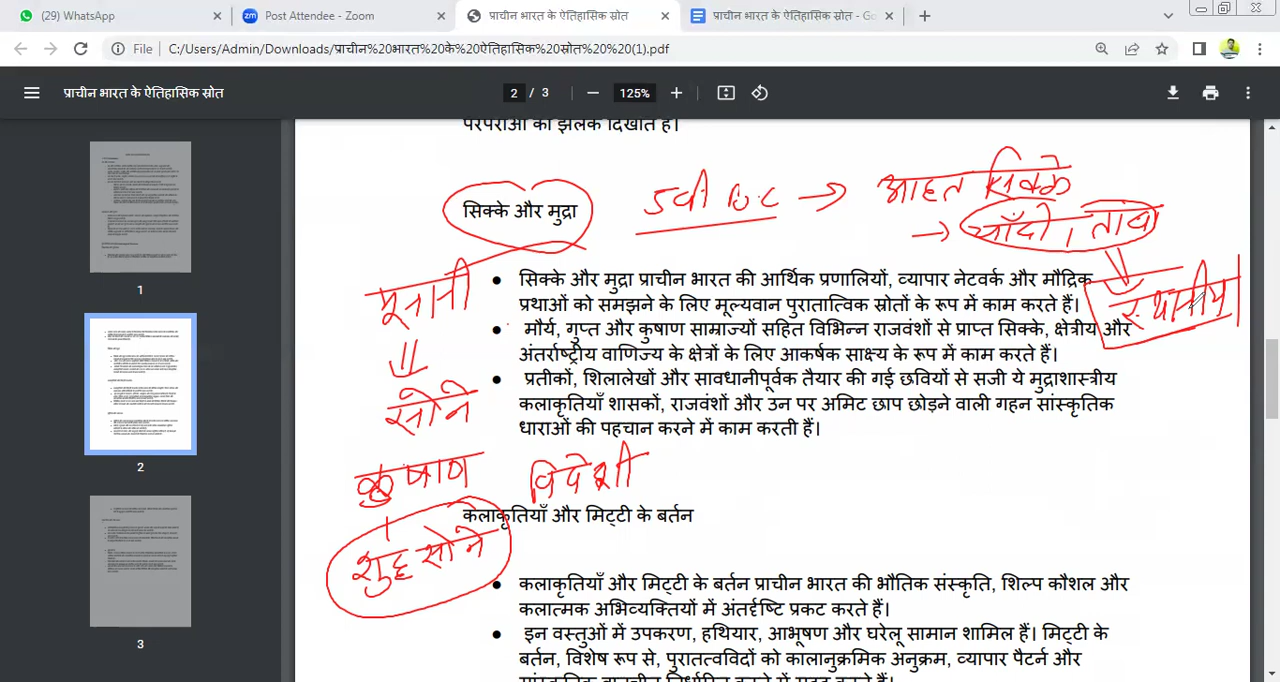 (29) WhatsApp
Post Attendee - Zoom
प्राचीन भारत के ऐतिहासिक स्रोत
प्राचीन भारत के ऐतिहासिक स्रोत - Go
File C:/Users/Admin/Downloads/प्राचीन%20भारत%20के%20ऐतिहासिक%20स्रोत%20%20(1).pdf
प्राचीन भारत के ऐतिहासिक स्रोत
2 / 3
125%
1
2
3
परंपराओं की झलक दिखाते हैं।
5वी BC → आहत सिक्के
→ चाँदी, तांबा
सिक्के और मुद्रा
स्थानीय
यूनानी
सोने
कुषाण
शुद्ध सोने
विदेशी
• सिक्के और मुद्रा प्राचीन भारत की आर्थिक प्रणालियों, व्यापार नेटवर्क और मौद्रिक
प्रथाओं को समझने के लिए मूल्यवान पुरातात्विक स्रोतों के रूप में काम करते हैं।
• मौर्य, गुप्त और कुषाण साम्राज्यों सहित विभिन्न राजवंशों से प्राप्त सिक्के, क्षेत्रीय और
अंतर्राष्ट्रीय वाणिज्य के क्षेत्रों के लिए आकर्षक साक्ष्य के रूप में काम करते हैं।
• प्रतीकों, शिलालेखों और सावधानीपूर्वक तैयार की गई छवियों से सजी ये मुद्राशास्त्रीय
कलाकृतियां शासकों, राजवंशों और उन पर अमिट छाप छोड़ने वाली गहन सांस्कृतिक
धाराओं की पहचान करने में काम करती हैं।
कलाकृतियाँ और मिट्टी के बर्तन
• कलाकृतियाँ और मिट्टी के बर्तन प्राचीन भारत की भौतिक संस्कृति, शिल्प कौशल और
कलात्मक अभिव्यक्तियों में अंतर्दृष्टि प्रकट करते हैं।
• इन वस्तुओं में उपकरण, हथियार, आभूषण और घरेलू सामान शामिल हैं। मिट्टी के
बर्तन, विशेष रूप से, पुरातत्वविदों को कालानुक्रमिक अनुक्रम, व्यापार पैटर्न और